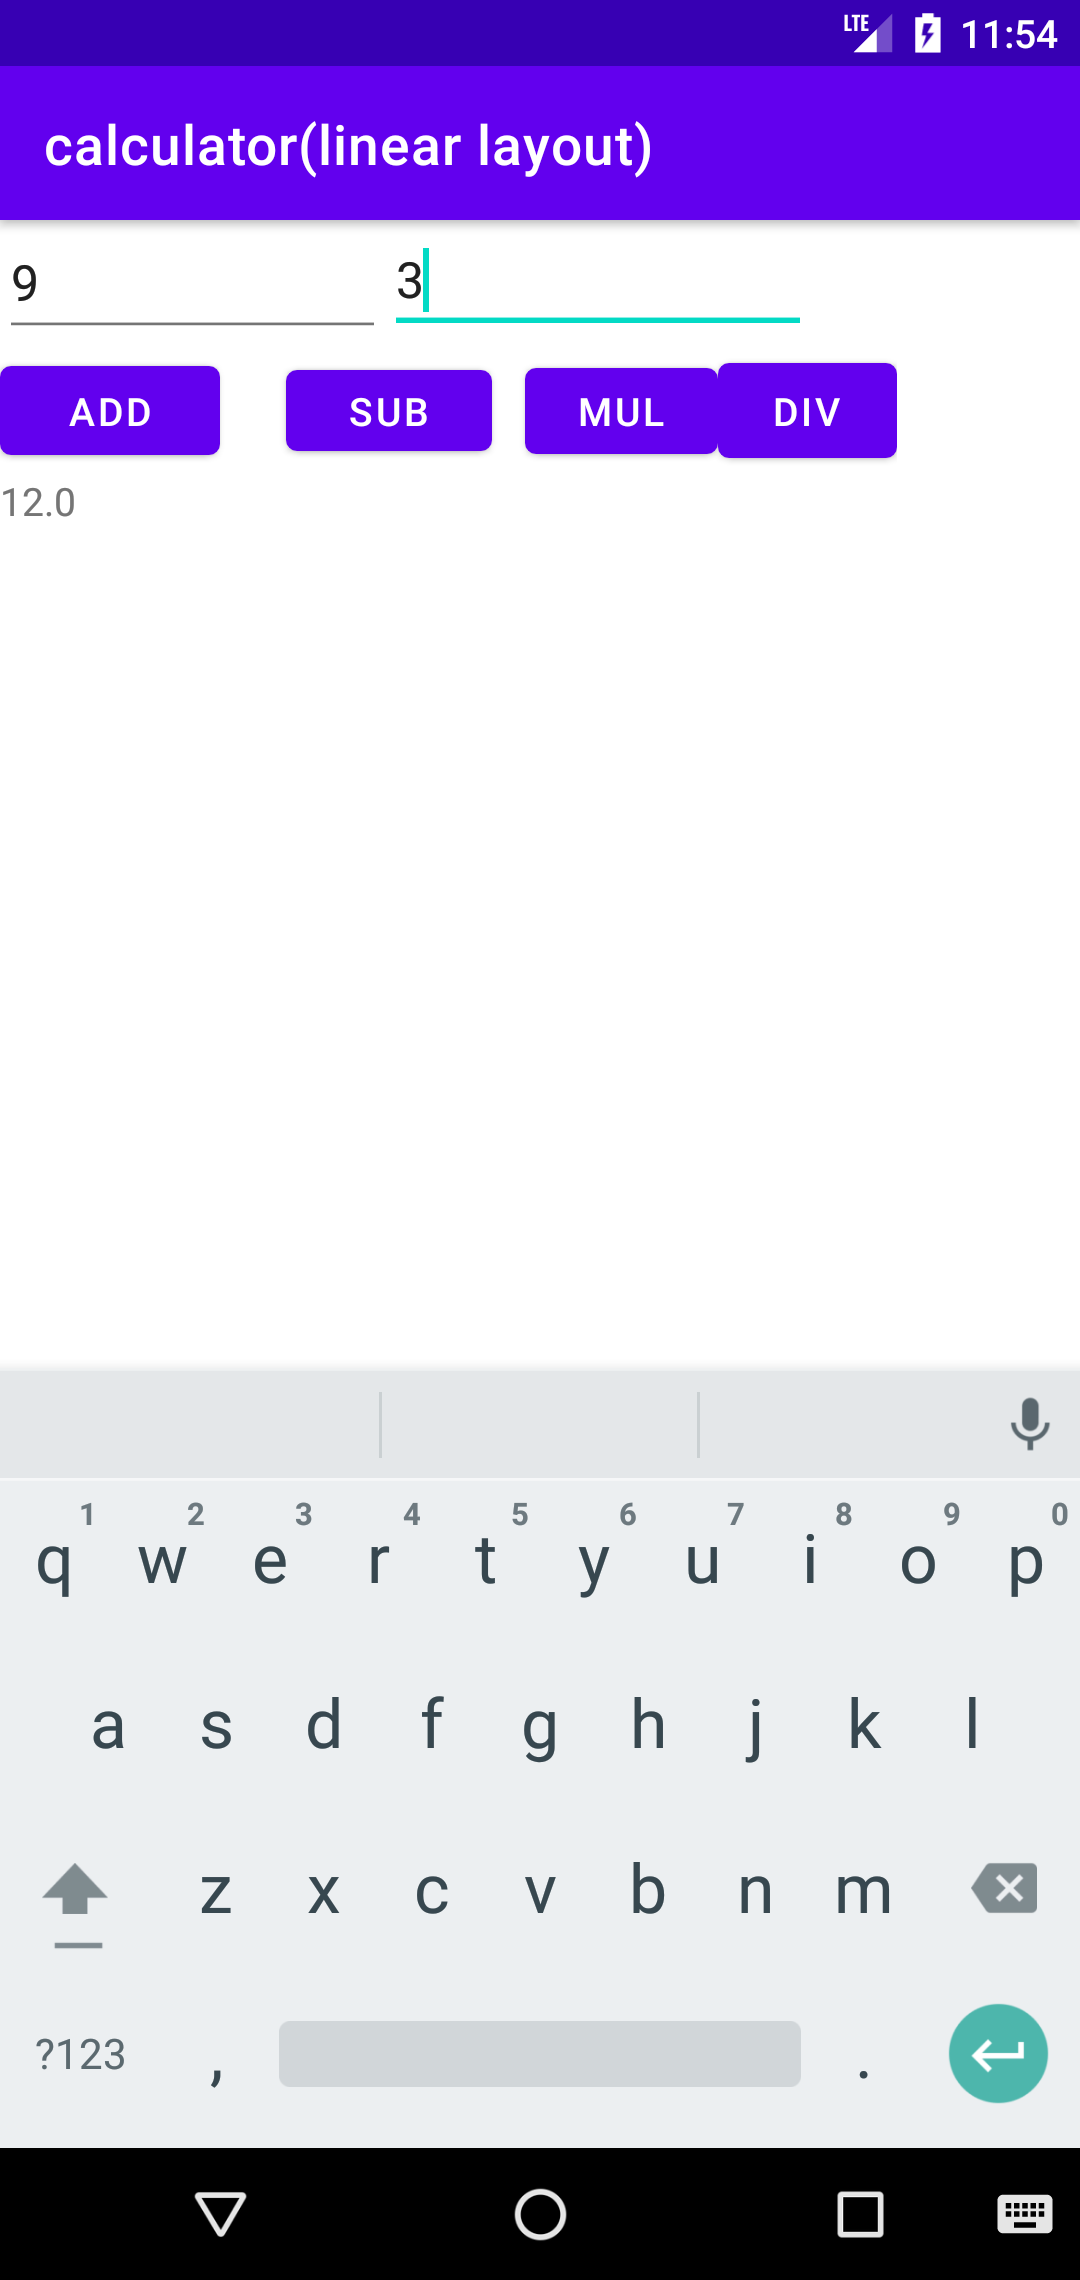 LTE 11:54
calculator(linear layout)
9 3
ADD SUB MUL DIV
12.0
1 2 3 4 5 6 7 8 9 0
q w e r t y u i o p
a s d f g h j k l
z x c v b n m
?123 , .